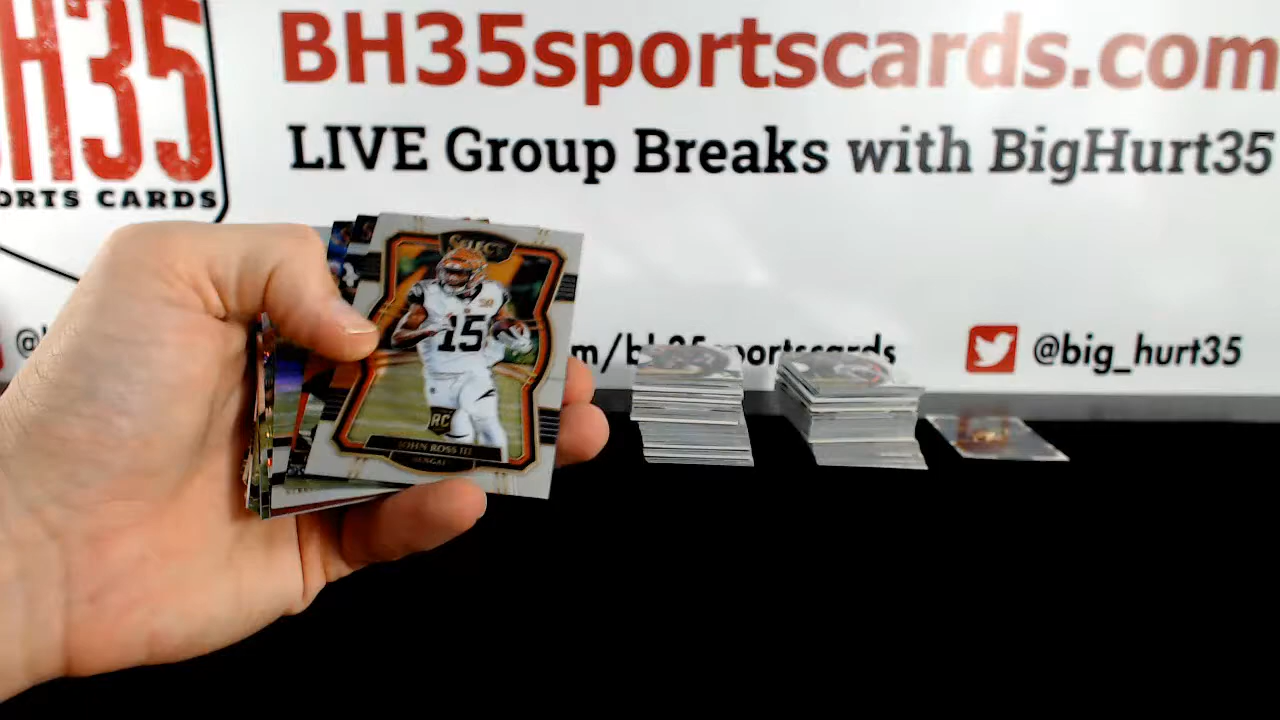 H35
ORTS CARDS
BH35sportscards.com
LIVE Group Breaks with BigHurt35
@big_hurt35
SELECT
15
RC
JOHN ROSS III